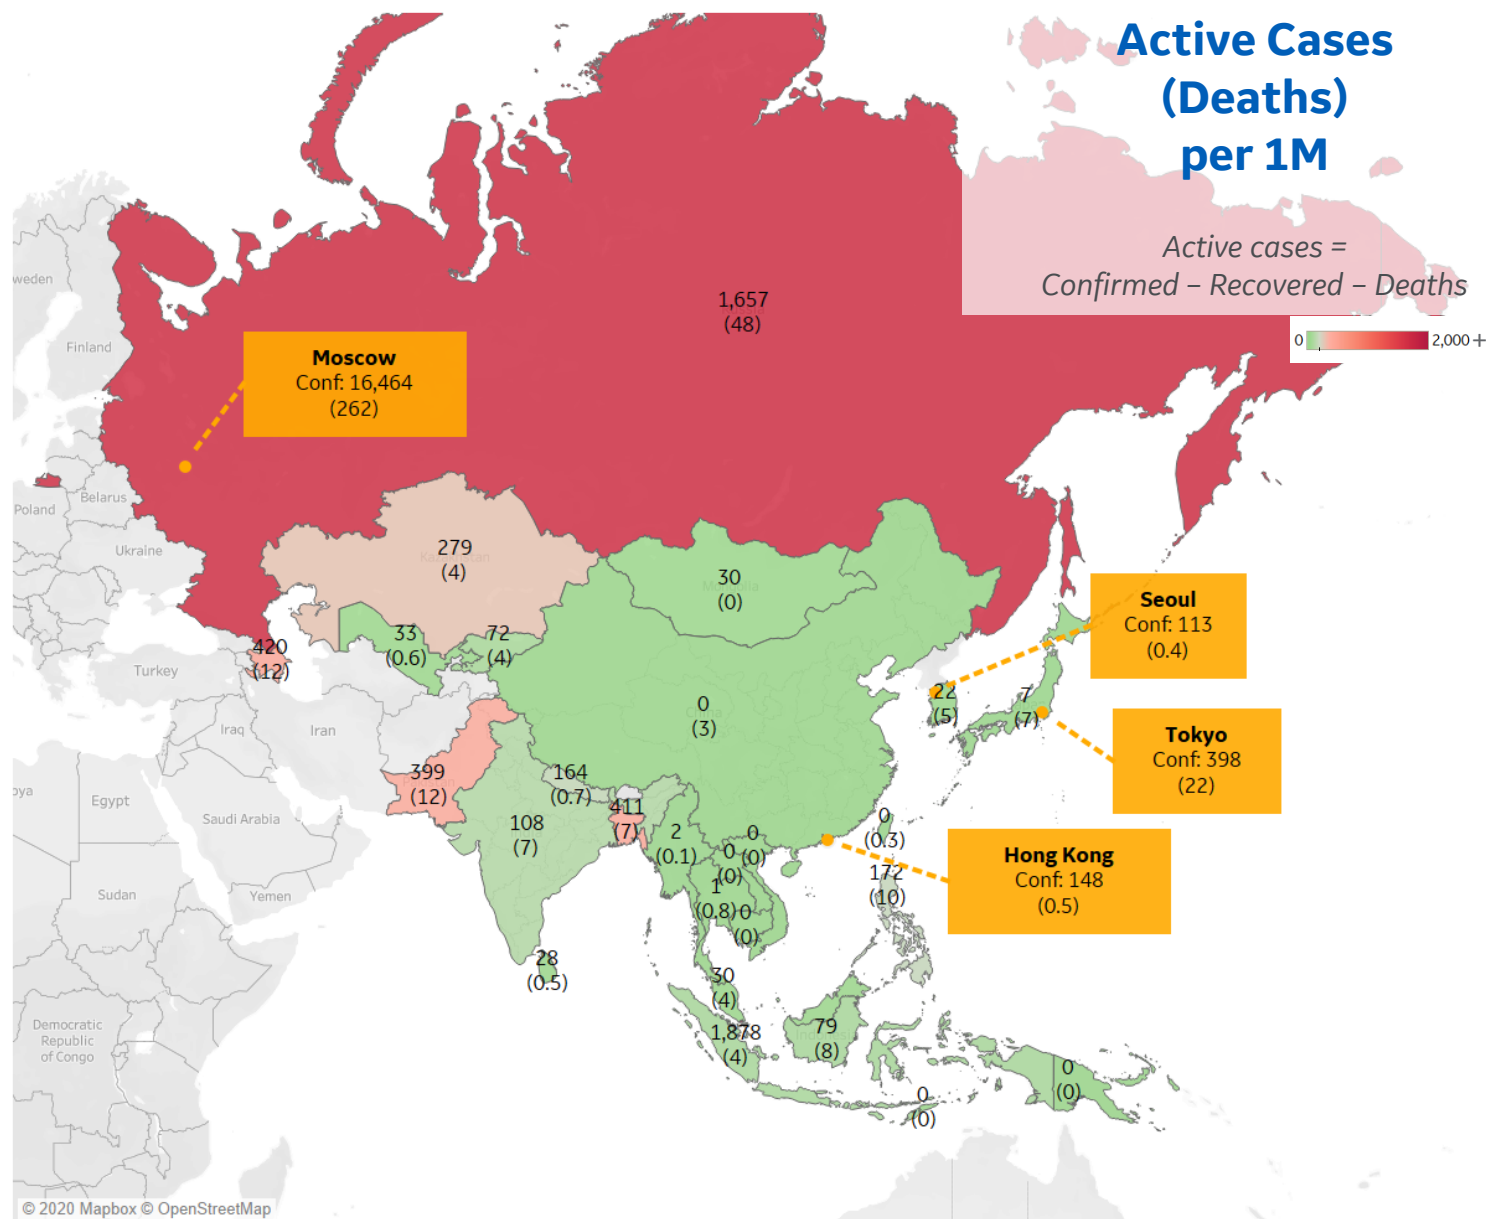 Active Cases
(Deaths)
per 1M
Active cases =
Confirmed – Recovered – Deaths
0
2,000 +
1,657
(48)
weden
Finland
Moscow
Conf: 16,464
(262)
Belarus
Poland
Ukraine
279
Kazakhstan
(4)
30
Mongolia
(0)
Seoul
Conf: 113
(0.4)
33
(0.6)
72
(4)
420
(12)
Turkey
22
(5)
7
(7)
0
China
(3)
Iraq
Iran
Tokyo
Conf: 398
(22)
399
(12)
164
(0.7)
oya
Egypt
Saudi Arabia
411
(7)
108
(7)
2
(0.1)
0
(0)
0
(0)
0
(0.3)
Hong Kong
Conf: 148
(0.5)
172
(10)
1
(0.8)
0
(0)
Sudan
Yemen
28
(0.5)
30
(4)
Democratic
Republic
of Congo
1,878
(4)
79
Indonesia
(8)
0
(0)
0
(0)
© 2020 Mapbox © OpenStreetMap